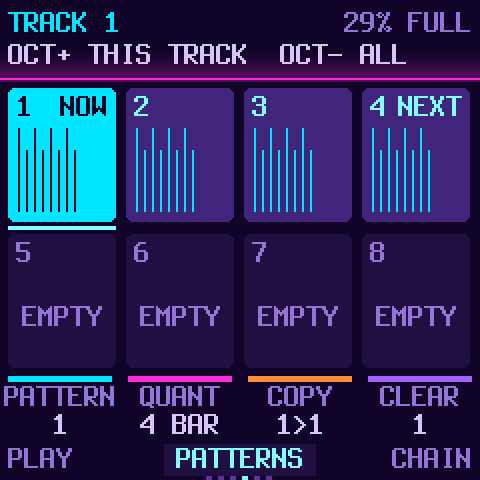 TRACK 1 29% FULL
OCT+ THIS TRACK OCT- ALL
1 NOW 2 3 4 NEXT
5 6 7 8
EMPTY EMPTY EMPTY EMPTY
PATTERN QUANT COPY CLEAR
1 4 BAR 1>1 1
PLAY PATTERNS CHAIN